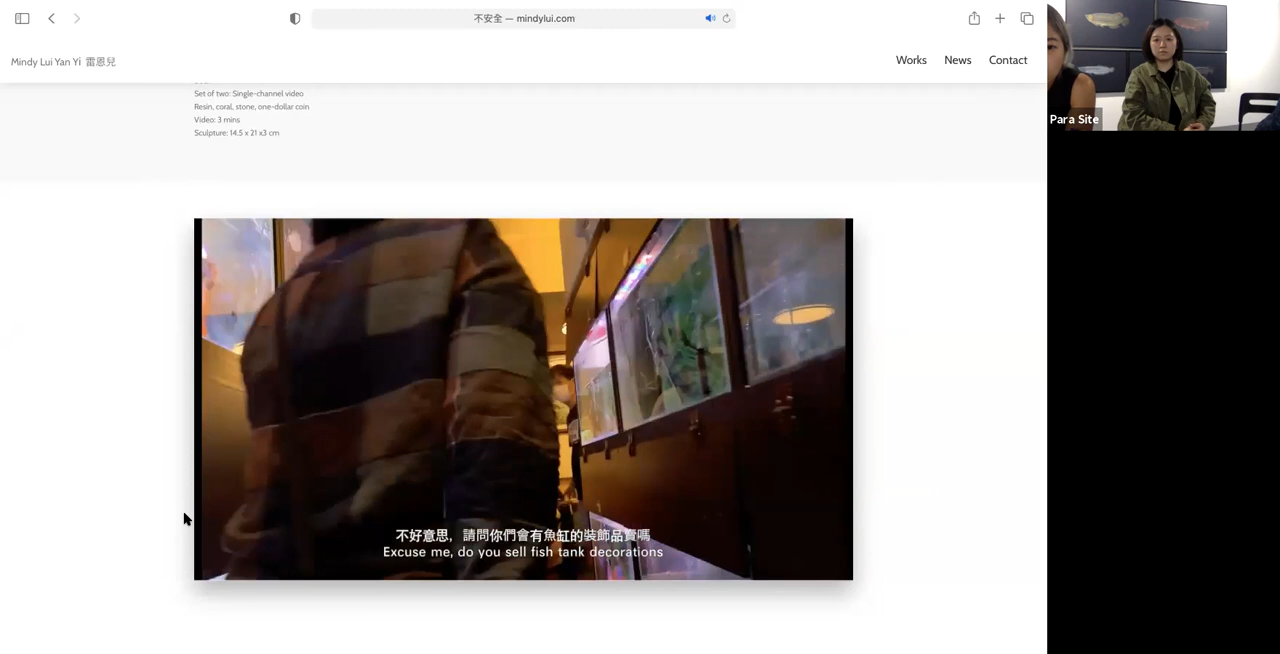 不安全 — mindylui.com
Mindy Lui Yan Yi 雷恩兒
Works
News
Contact
Set of two: Single-channel video
Resin, coral, stone, one-dollar coin
Video: 3 mins
Sculpture: 14.5 x 21 x3 cm
不好意思，請問你們會有魚缸的裝飾品賣嗎
Excuse me, do you sell fish tank decorations
Para Site